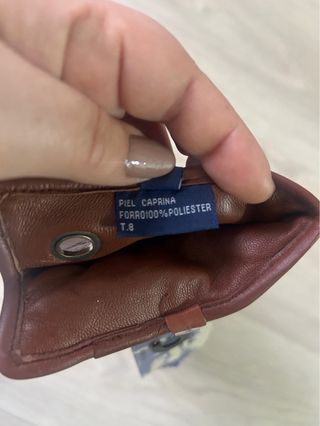 PIEL CAPRINA
FORRO100%POLIESTER
T.8